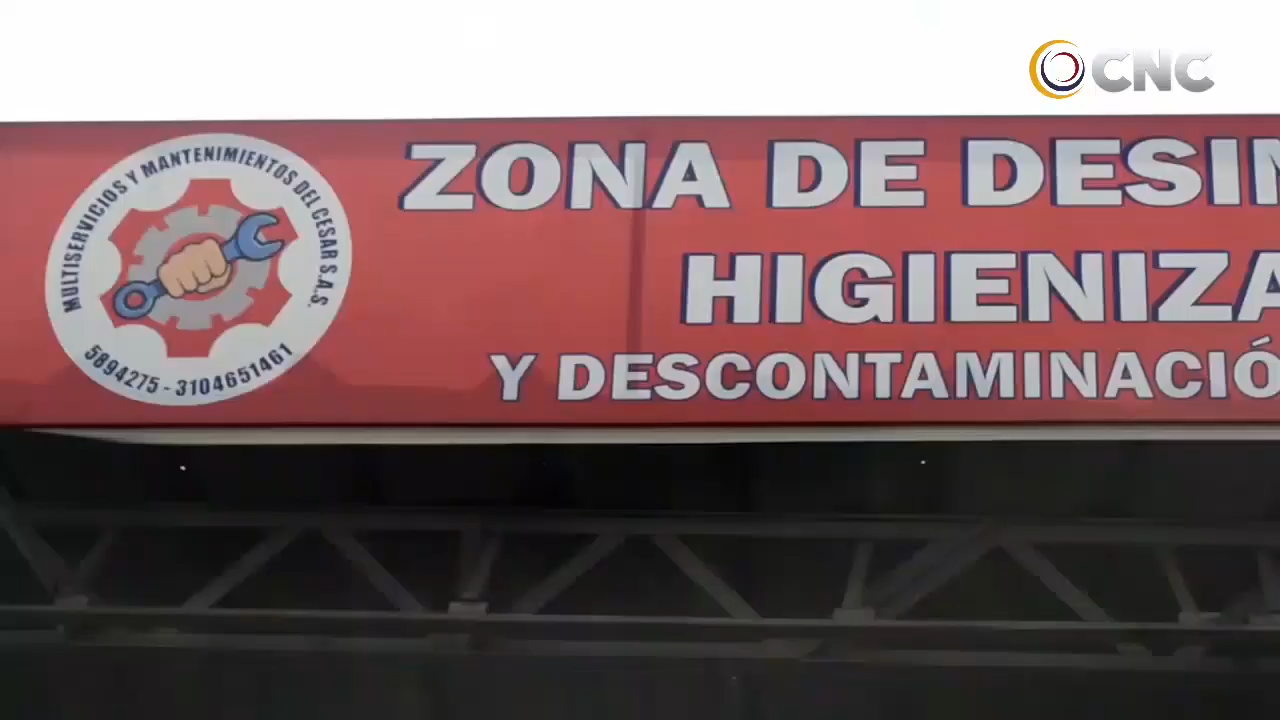 CNC
MULTISERVICIOS Y MANTENIMIENTOS DEL CESAR S.A.S.
5894275 - 3104651461
ZONA DE DESIN
HIGIENIZA
Y DESCONTAMINACIÓ